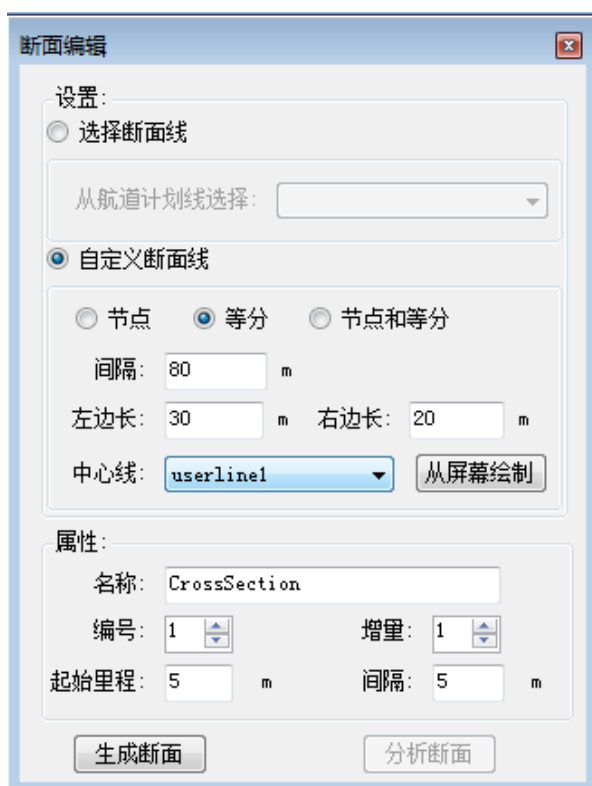 断面编辑
设置:
选择断面线
从航道计划线选择:
自定义断面线
节点 等分 节点和等分
间隔: 80 m
左边长: 30 m 右边长: 20 m
中心线: userline1 从屏幕绘制
属性:
名称: CrossSection
编号: 1 增量: 1
起始里程: 5 m 间隔: 5 m
生成断面 分析断面